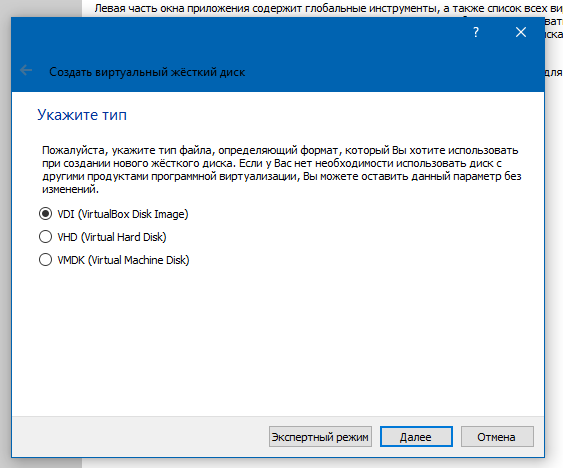 Левая часть окна приложения содержит глобальные инструменты, а также список всех ви
?
Создать виртуальный жёсткий диск
для
Укажите тип
Пожалуйста, укажите тип файла, определяющий формат, который Вы хотите использовать
при создании нового жёсткого диска. Если у Вас нет необходимости использовать диск с
другими продуктами программной виртуализации, Вы можете оставить данный параметр без
изменений.
VDI (VirtualBox Disk Image)
VHD (Virtual Hard Disk)
VMDK (Virtual Machine Disk)
Экспертный режим
Далее
Отмена